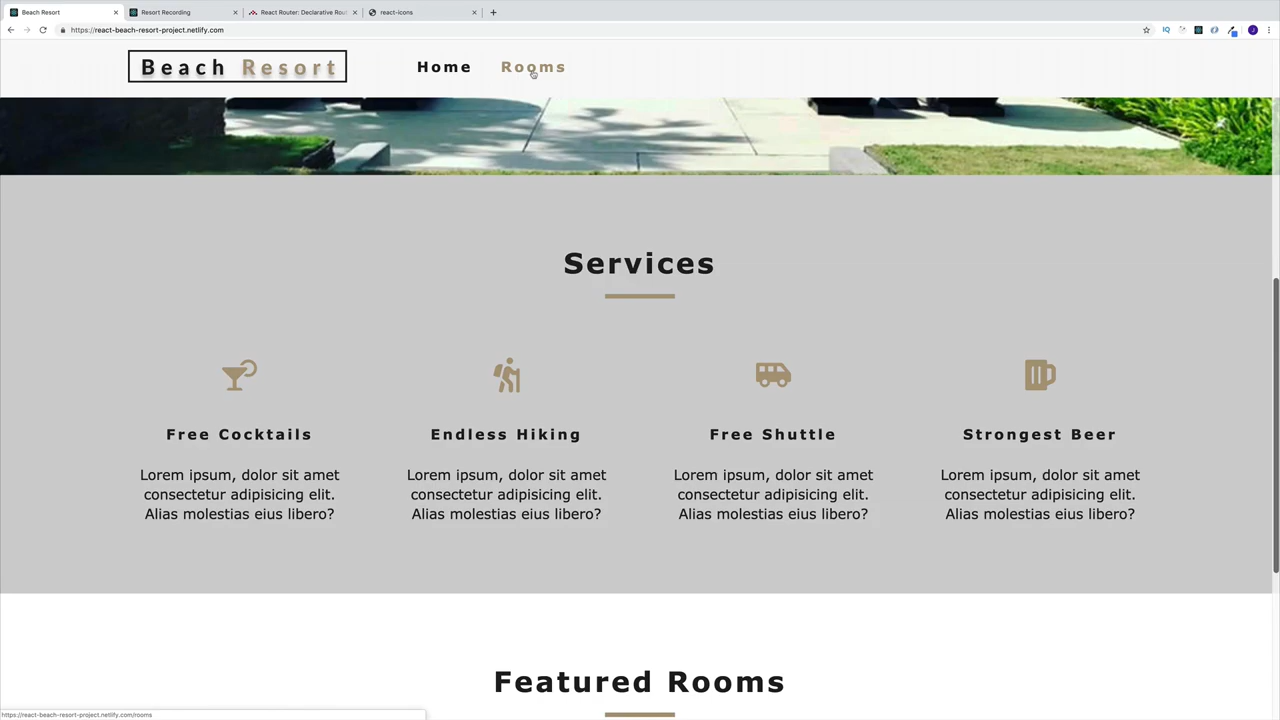 Beach Resort
Resort Recording
React Router: Declarative Rou
react-icons
https://react-beach-resort-project.netlify.com
Beach Resort
Home
Rooms
Services
Free Cocktails
Endless Hiking
Free Shuttle
Strongest Beer
Lorem ipsum, dolor sit amet
consectetur adipisicing elit.
Alias molestias eius libero?
Lorem ipsum, dolor sit amet
consectetur adipisicing elit.
Alias molestias eius libero?
Lorem ipsum, dolor sit amet
consectetur adipisicing elit.
Alias molestias eius libero?
Lorem ipsum, dolor sit amet
consectetur adipisicing elit.
Alias molestias eius libero?
Featured Rooms
https://react-beach-resort-project.netlify.com/rooms